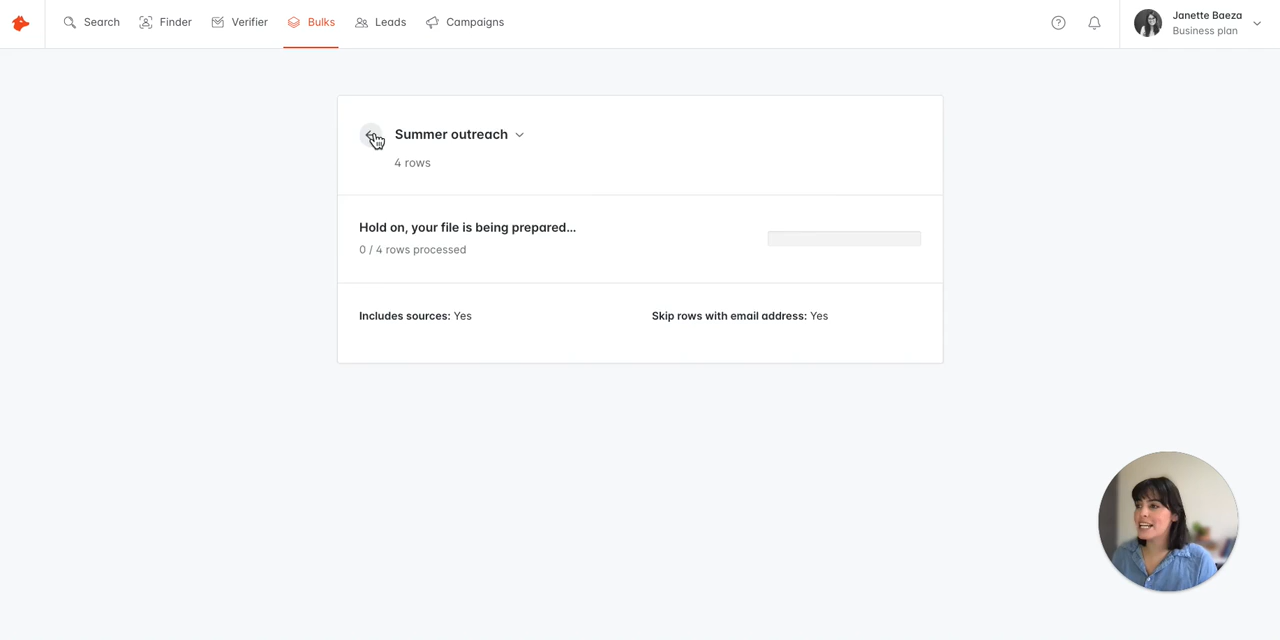 Search Finder Verifier Bulks Leads Campaigns
Janette Baeza
Business plan
Summer outreach
4 rows
Hold on, your file is being prepared...
0 / 4 rows processed
Includes sources: Yes Skip rows with email address: Yes